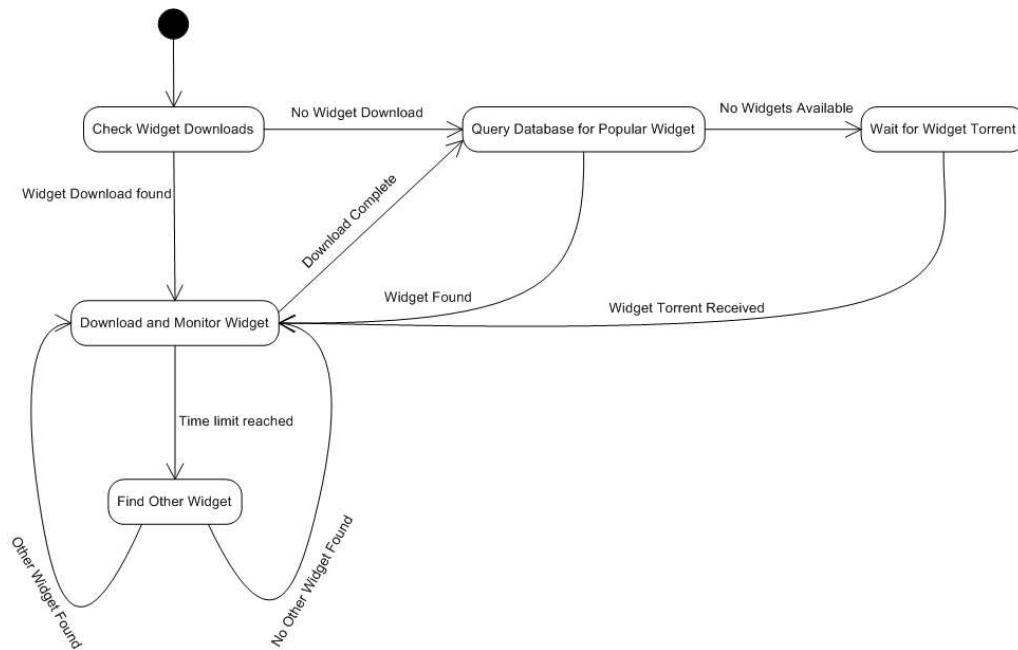 No Widget Download
No Widgets Available
Check Widget Downloads
Query Database for Popular Widget
Wait for Widget Torrent
Widget Download found
Download Complete
Widget Found
Widget Torrent Received
Download and Monitor Widget
Time limit reached
Find Other Widget
Other Widget Found
No Other Widget Found